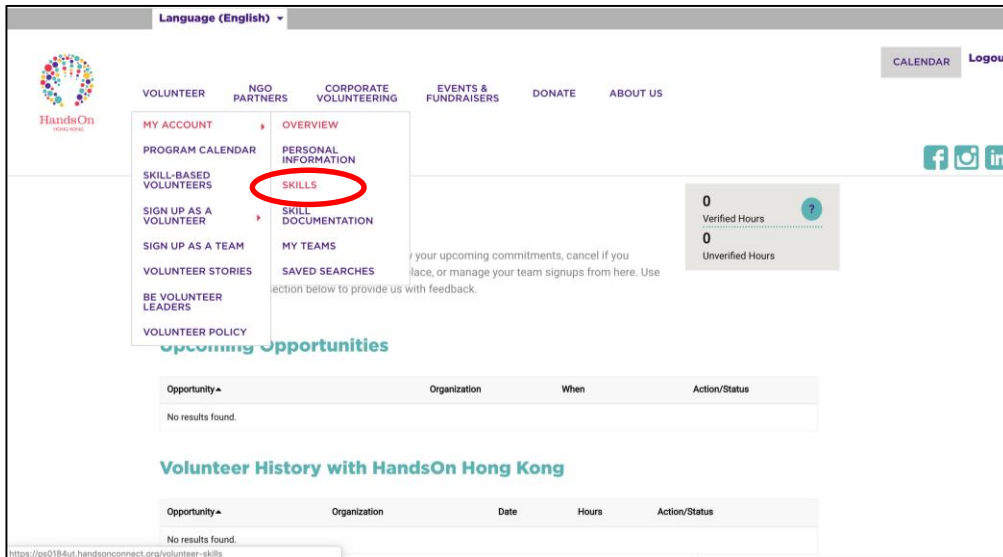 Language (English)
CALENDAR
Logou
HandsOn
HONG KONG
VOLUNTEER
NGO
PARTNERS
CORPORATE
VOLUNTEERING
EVENTS &
FUNDRAISERS
DONATE
ABOUT US
MY ACCOUNT
PROGRAM CALENDAR
SKILL-BASED
VOLUNTEERS
SIGN UP AS A
VOLUNTEER
SIGN UP AS A TEAM
VOLUNTEER STORIES
BE VOLUNTEER
LEADERS
VOLUNTEER POLICY
OVERVIEW
PERSONAL
INFORMATION
SKILLS
SKILL
DOCUMENTATION
MY TEAMS
SAVED SEARCHES
f
in
0
Verified Hours
?
0
Unverified Hours
your upcoming commitments, cancel if you
lace, or manage your team signups from here. Use
section below to provide us with feedback.
Upcoming Opportunities
Opportunity Organization When Action/Status
No results found.
Volunteer History with HandsOn Hong Kong
Opportunity Organization Date Hours Action/Status
No results found.
https://ps0184ut.handsonconnect.org/volunteer-skills